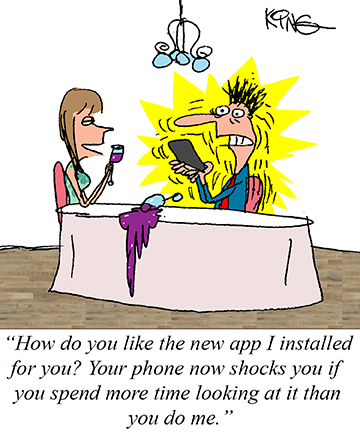 KING
“How do you like the new app I installed
for you? Your phone now shocks you if
you spend more time looking at it than
you do me.”